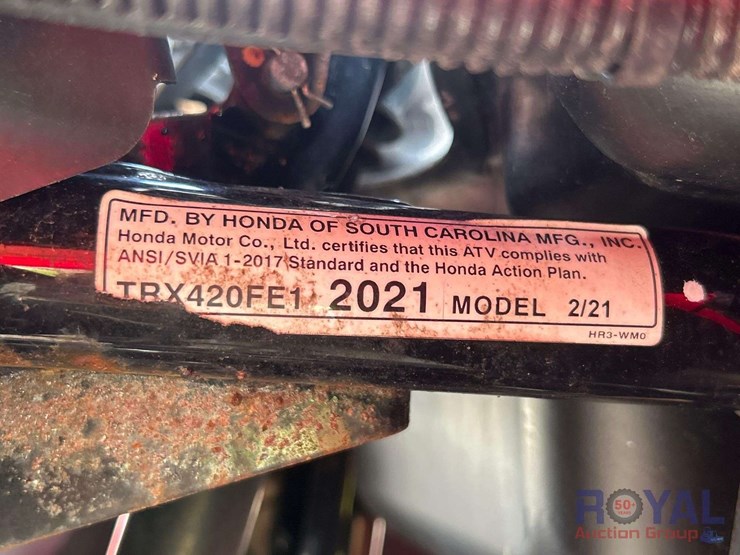 MFD. BY HONDA OF SOUTH CAROLINA MFG., INC.
Honda Motor Co., Ltd. certifies that this ATV complies with
ANSI/SVIA 1-2017 Standard and the Honda Action Plan.
TRX420FE1 2021 MODEL 2/21
HR3-WM0
ROYAL
50+
Auction Group